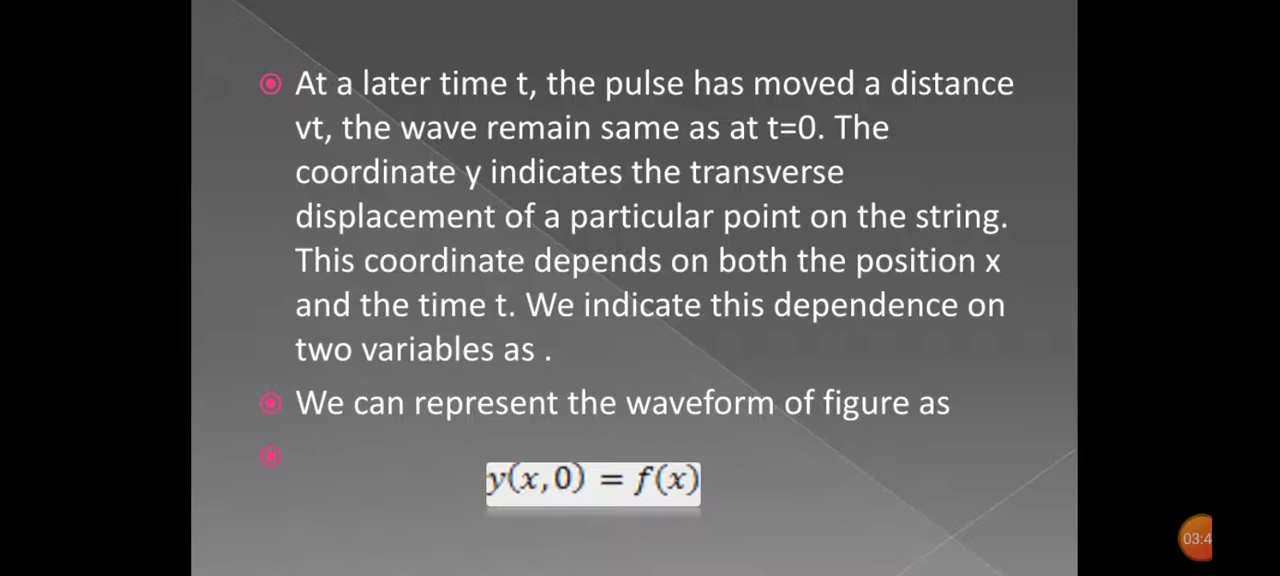 At a later time t, the pulse has moved a distance
vt, the wave remain same as at t=0. The
coordinate y indicates the transverse
displacement of a particular point on the string.
This coordinate depends on both the position x
and the time t. We indicate this dependence on
two variables as .
We can represent the waveform of figure as
y(x,0) = f(x)
03:4